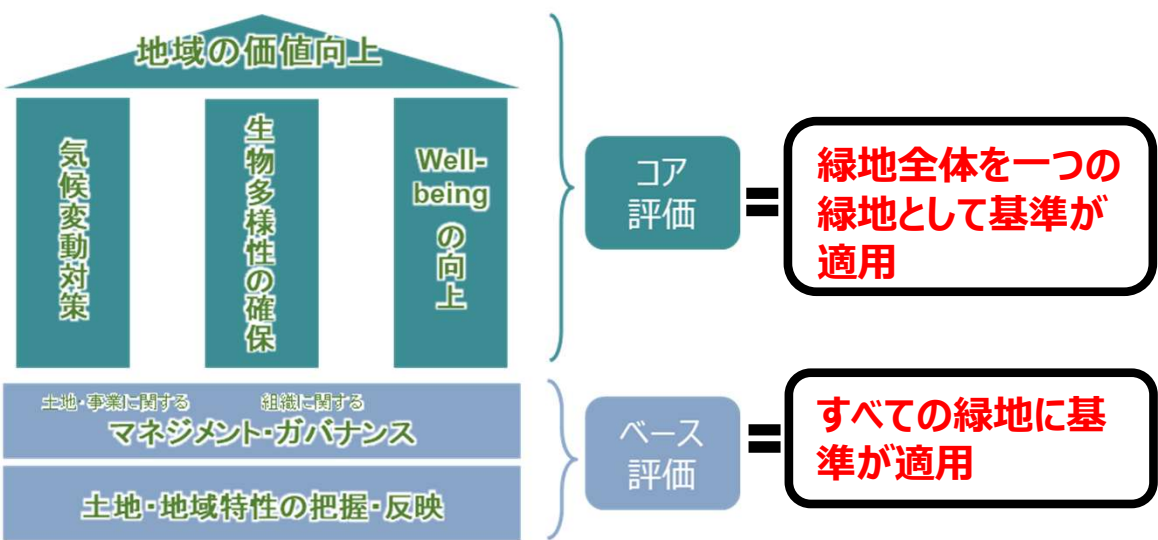 地域の価値向上
気候変動対策
生物多様性の確保
Well-
being
の向上
コア
評価
=
緑地全体を一つの
緑地として基準が
適用
土地・事業に関する 組織に関する
マネジメント・ガバナンス
土地・地域特性の把握・反映
ベース
評価
=
すべての緑地に基
準が適用